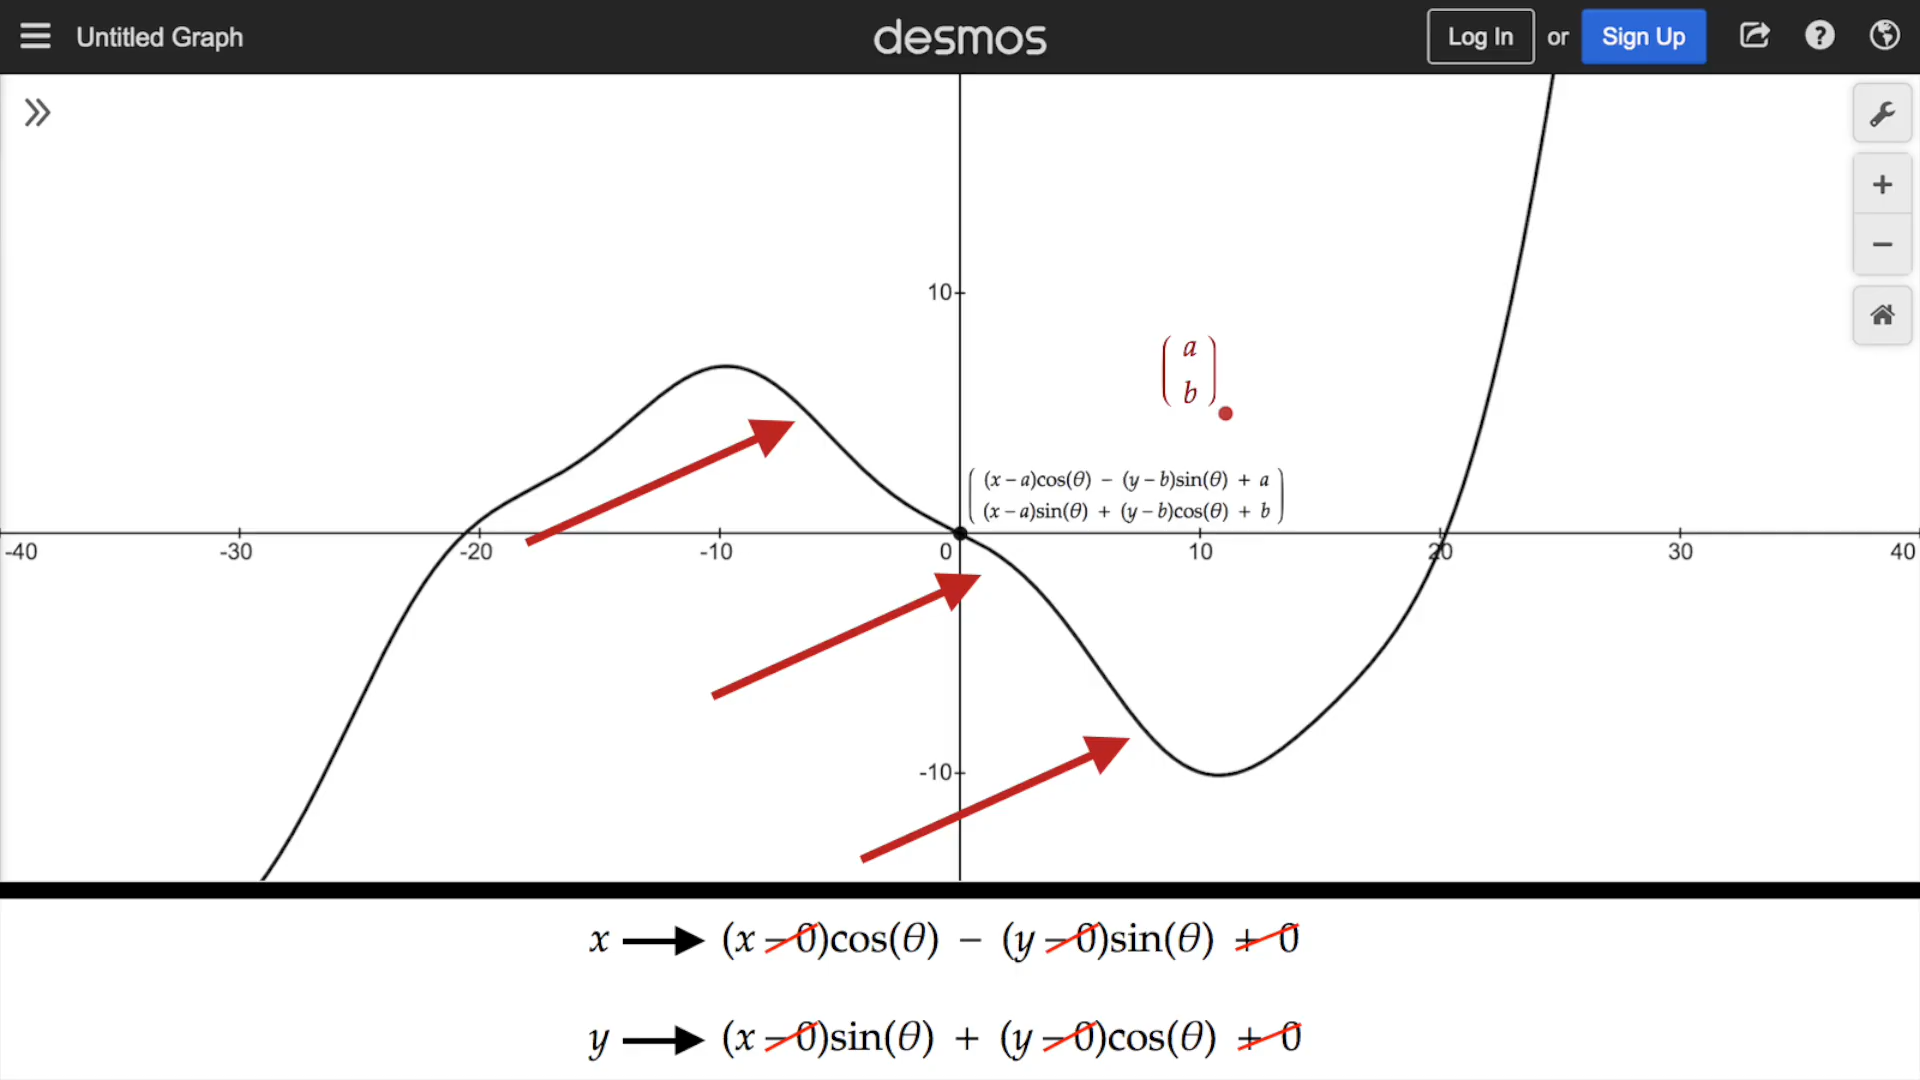 Untitled Graph
desmos
Log In or Sign Up
10
a
b
(x – a)cos(θ) – (y – b)sin(θ) + a
(x – a)sin(θ) + (y – b)cos(θ) + b
-40 -30 -20 -10 0 10 20 30 40
-10
x → (x – 0)cos(θ) – (y – 0)sin(θ) + 0
y → (x – 0)sin(θ) + (y – 0)cos(θ) + 0